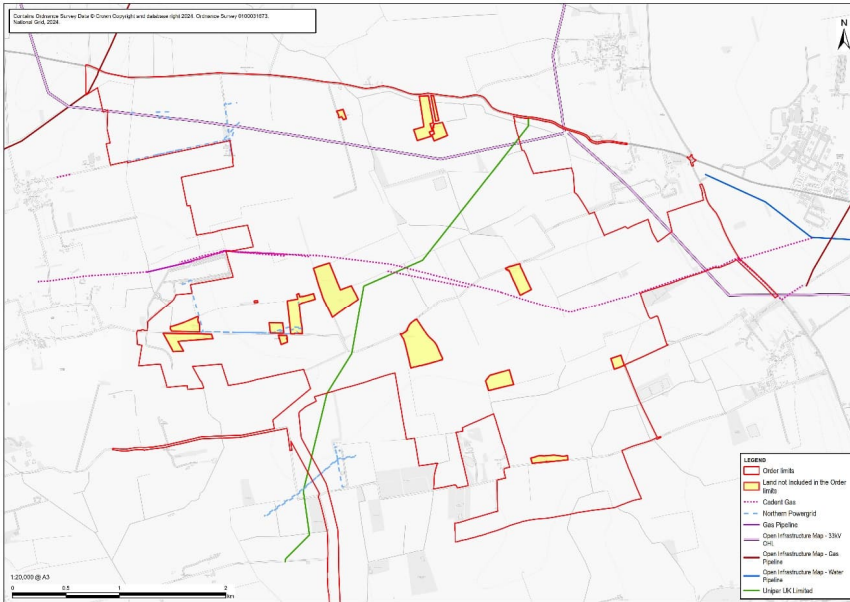 Contains Ordnance Survey Data © Crown Copyright and database right 2024. Ordnance Survey 0100031673.
National Grid, 2024.
N
LEGEND
Order limits
Land not included in the Order
limits
Cadent Gas
Northern Powergrid
Gas Pipeline
Open Infrastructure Map - 33kV
OHL
Open Infrastructure Map - Gas
Pipeline
Open Infrastructure Map - Water
Pipeline
Uniper UK Limited
1:20,000 @ A3
0 0.5 1 2
km